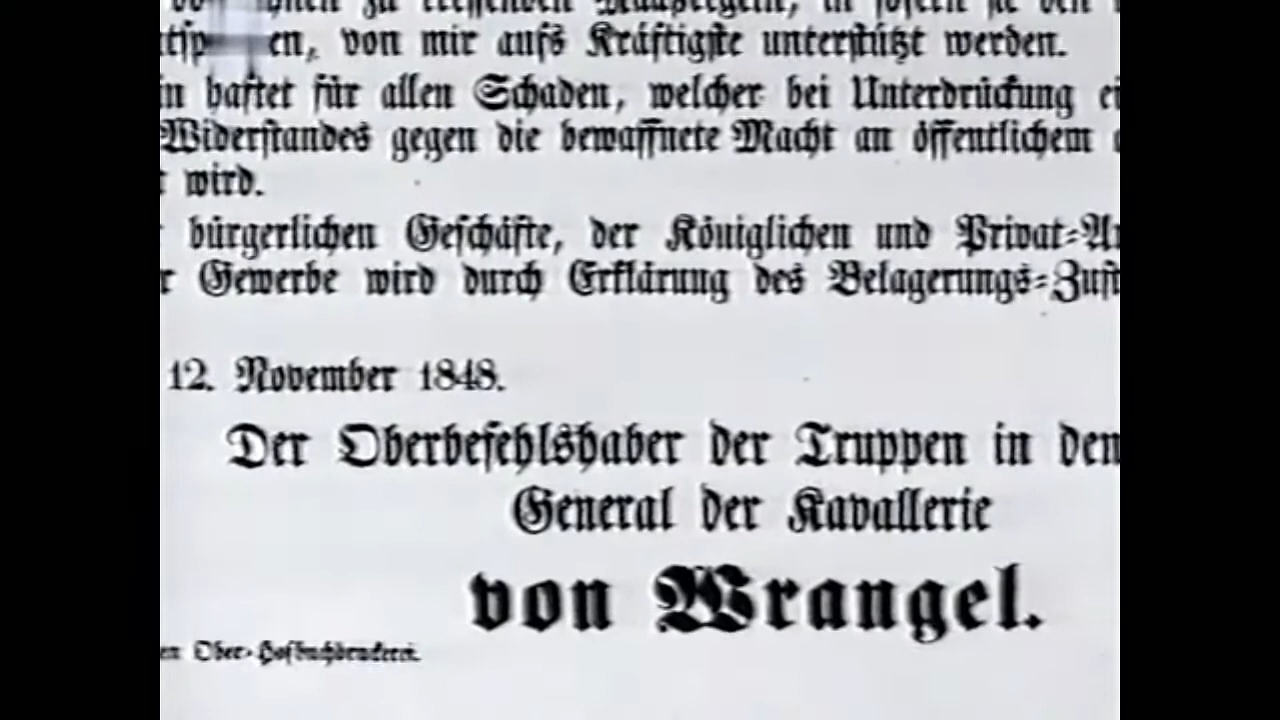 von mir aufs Kräftigste unterstützt werden.
haftet für allen Schaden, welcher bei Unterdrückung
Widerstandes gegen die bewaffnete Macht an öffentlichem
wird.
bürgerlichen Geschäfte, der Königlichen und Privat-
Gewerbe wird durch Erklärung des Belagerungs-
12. November 1848.
Der Oberbefehlshaber der Truppen in den
General der Kavallerie
von Wrangel.
Ober-Hofbuchdruckerei.